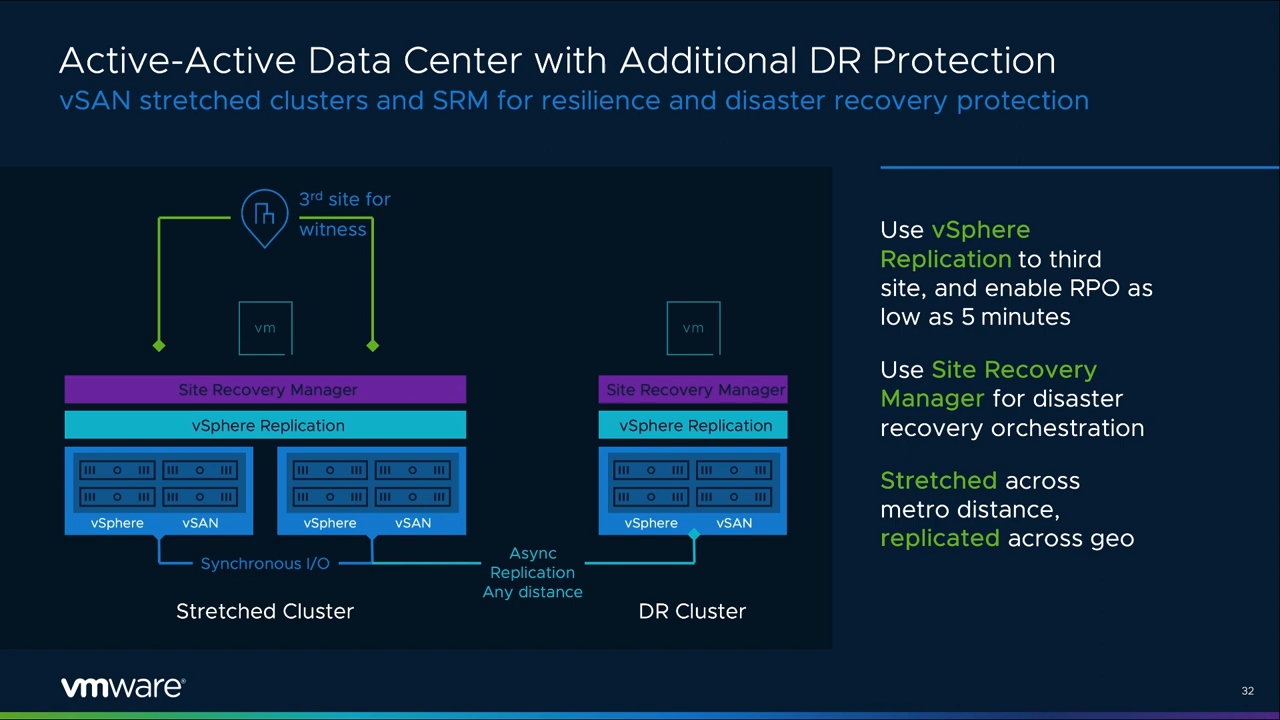 Active-Active Data Center with Additional DR Protection
vSAN stretched clusters and SRM for resilience and disaster recovery protection
3rd site for
witness
vm
vm
Site Recovery Manager
Site Recovery Manager
vSphere Replication
vSphere Replication
vSphere vSAN
vSphere vSAN
vSphere vSAN
Synchronous I/O
Async
Replication
Any distance
Stretched Cluster
DR Cluster
Use vSphere
Replication to third
site, and enable RPO as
low as 5 minutes
Use Site Recovery
Manager for disaster
recovery orchestration
Stretched across
metro distance,
replicated across geo
vmware®
32